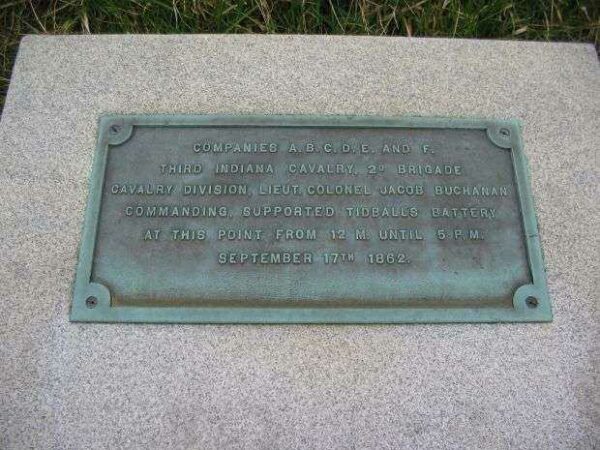 COMPANIES A. B. C. D. E. AND F.
THIRD INDIANA CAVALRY, 2D BRIGADE
CAVALRY DIVISION, LIEUT. COLONEL JACOB BUCHANAN
COMMANDING, SUPPORTED TIDBALLS BATTERY
AT THIS POINT FROM 12 M. UNTIL 5 P.M.
SEPTEMBER 17TH 1862.